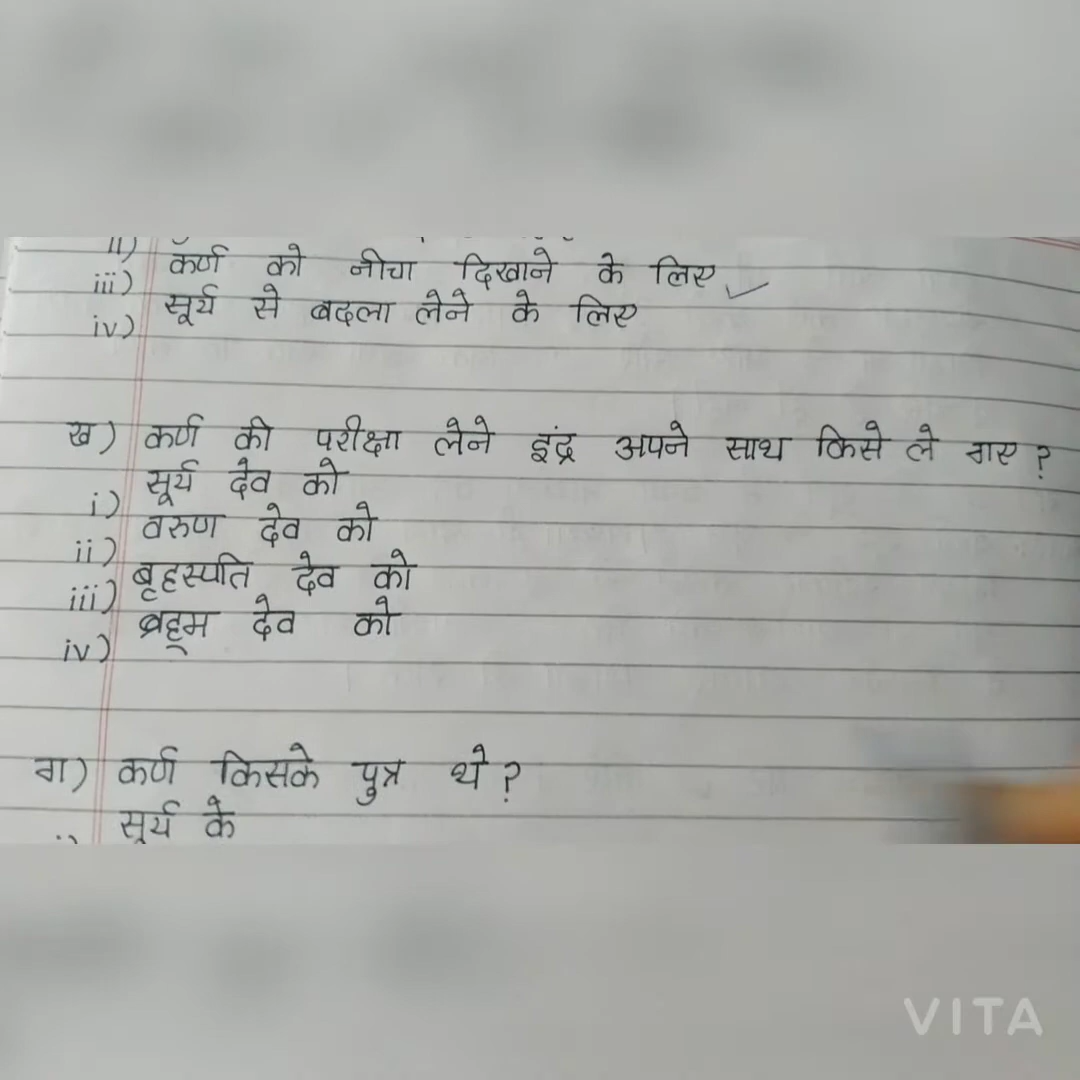 ii)
iii) कर्ण को नीचा दिखाने के लिए
iv) सूर्य से बदला लेने के लिए
ख) कर्ण की परीक्षा लेने इंद्र अपने साथ किसे ले गए ?
i) सूर्य देव को
ii) वरुण देव को
iii) बृहस्पति देव को
iv) ब्रह्म देव को
ग) कर्ण किसके पुत्र थे ?
सूर्य के
VITA